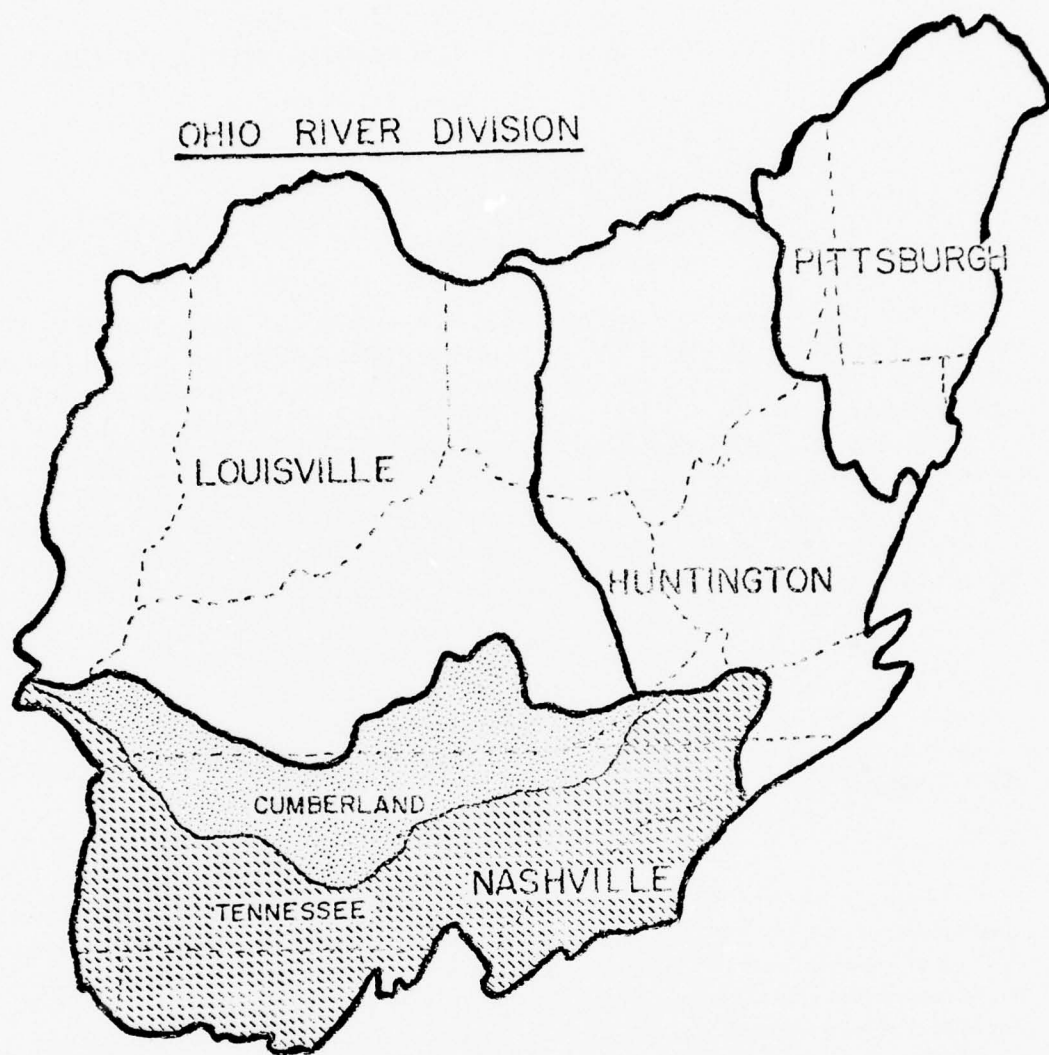 OHIO RIVER DIVISION
PITTSBURGH
LOUISVILLE
HUNTINGTON
CUMBERLAND
NASHVILLE
TENNESSEE